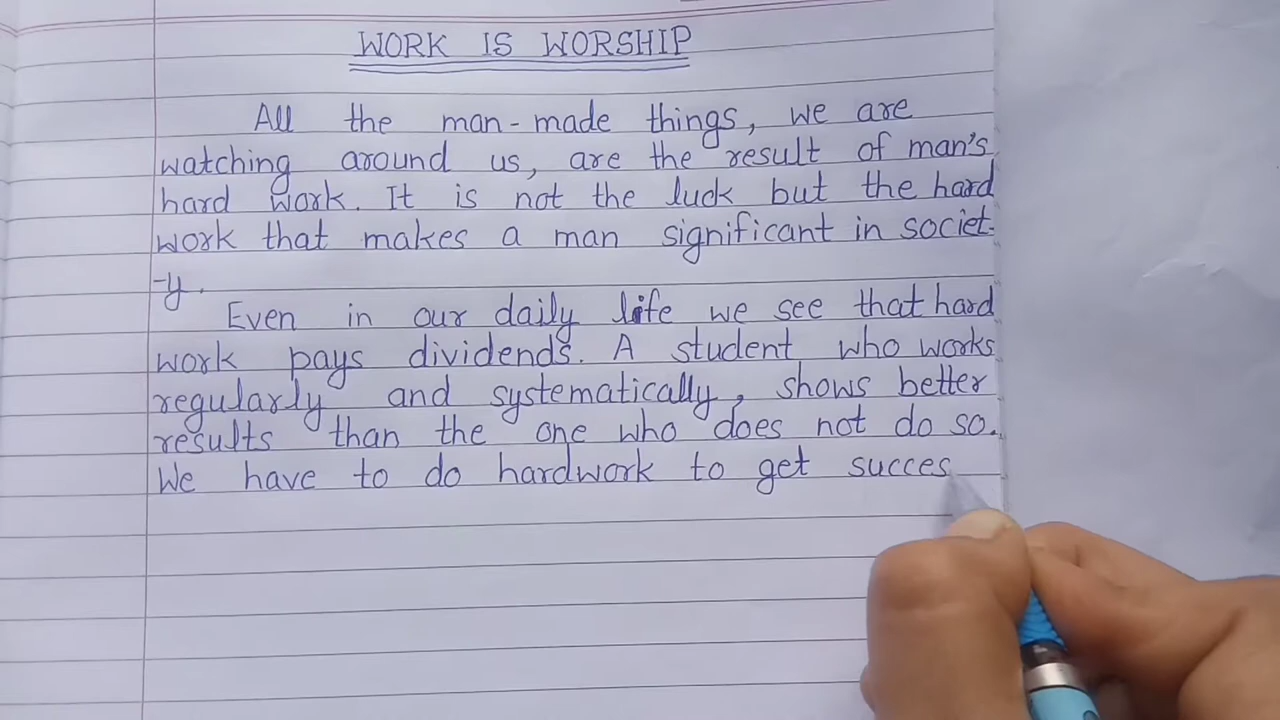 WORK IS WORSHIP
All the man-made things, we are
watching around us, are the result of man's
hard work. It is not the luck but the hard
work that makes a man significant in societ-
-y.
Even in our daily life we see that hard
work pays dividends. A student who works
regularly and systematically, shows better
results than the one who does not do so.
We have to do hardwork to get succes